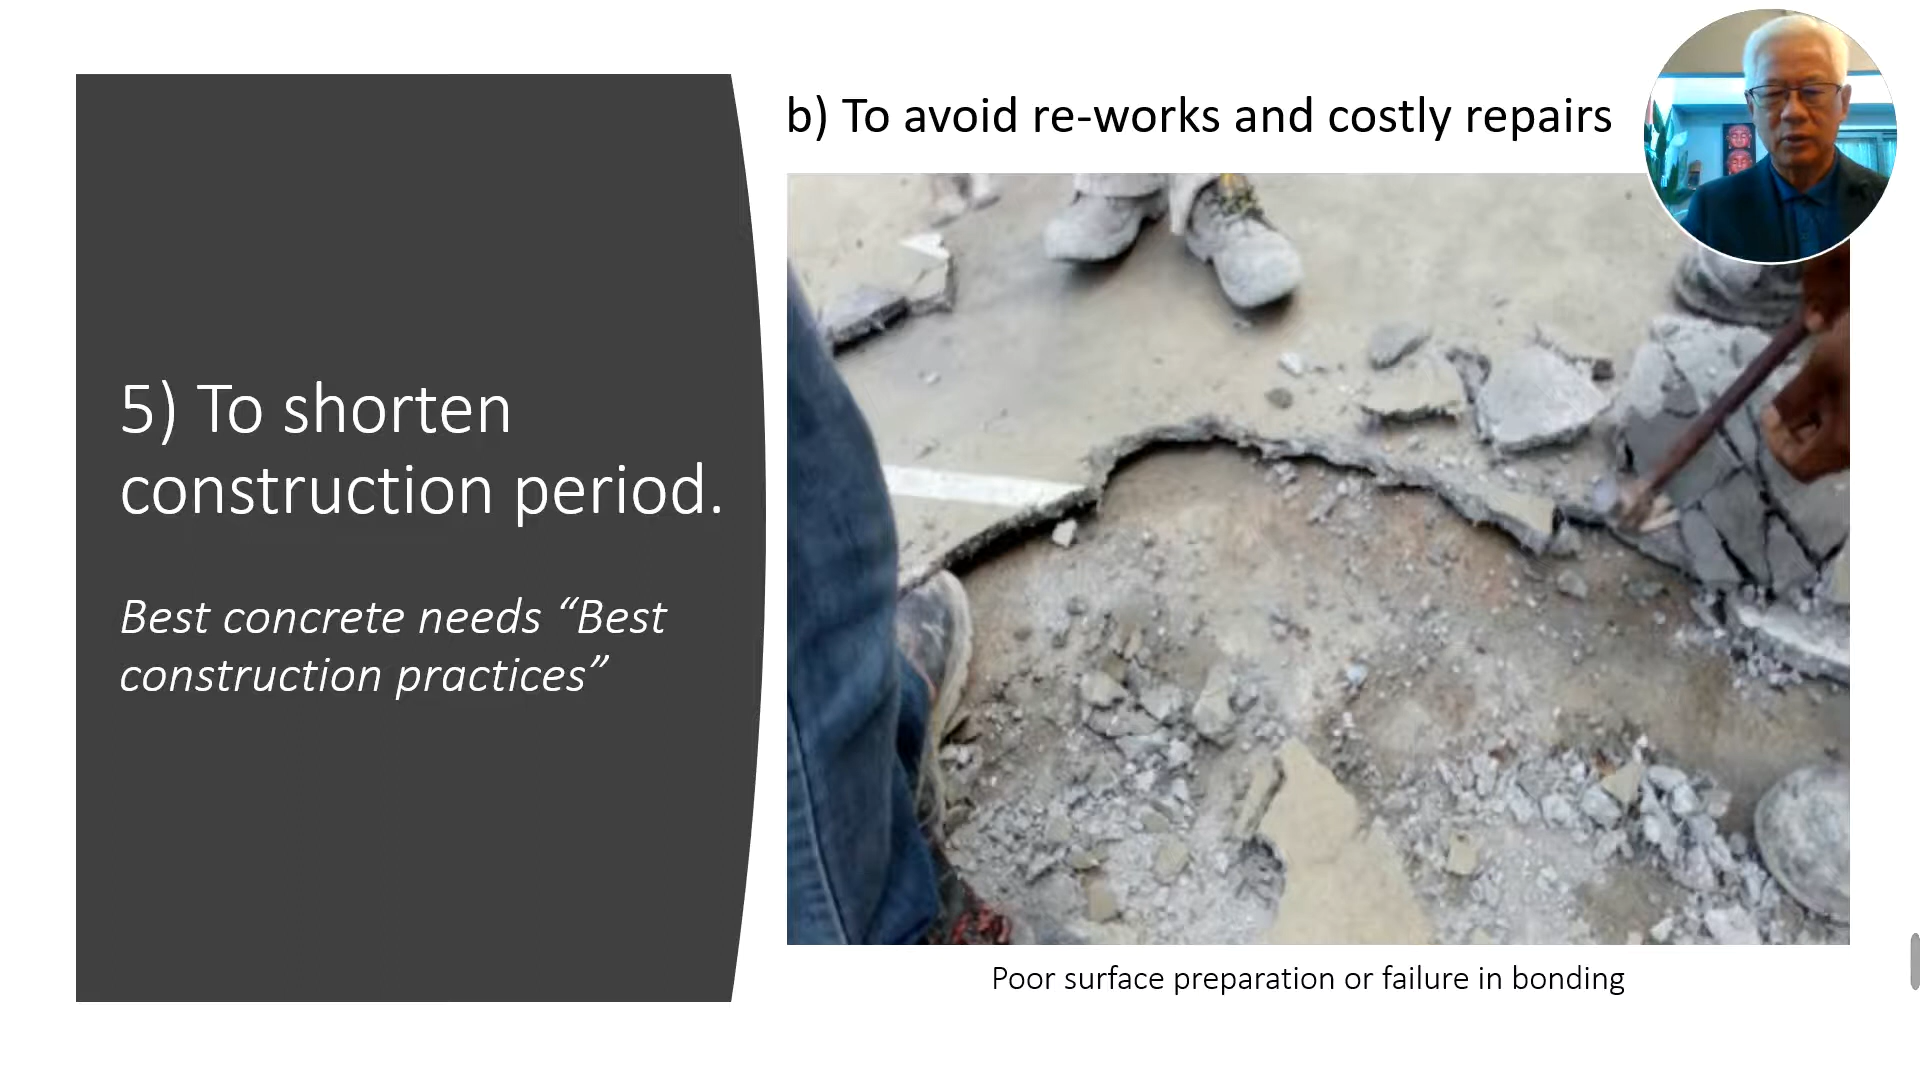 5) To shorten
construction period.
Best concrete needs “Best
construction practices”
b) To avoid re-works and costly repairs
Poor surface preparation or failure in bonding